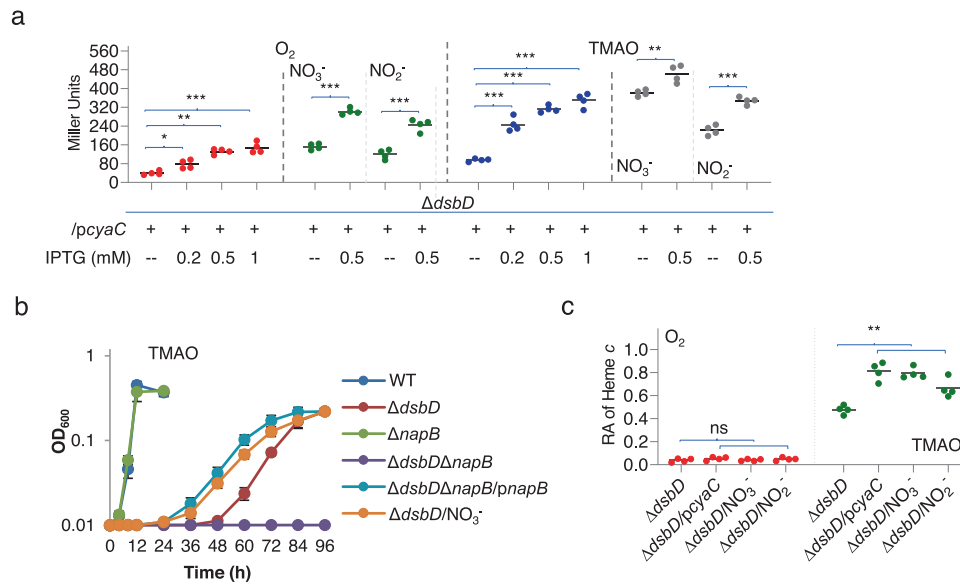 a
O2 TMAO
NO3- NO2-
*** ** * *** *** *** *** *** ** ***
Miller Units
560
480
400
320
240
160
80
0
NO3- NO2-
ΔdsbD
/pcyaC + + + + + + + + + + + + + + + +
IPTG (mM) -- 0.2 0.5 1 -- 0.5 -- 0.5 -- 0.2 0.5 1 -- 0.5 -- 0.5
b
TMAO
OD600
1
0.1
0.01
0 12 24 36 48 60 72 84 96
Time (h)
WT
ΔdsbD
ΔnapB
ΔdsbDΔnapB
ΔdsbDΔnapB/pnapB
ΔdsbD/NO3-
c
O2
**
RA of Heme c
1.0
0.8
0.6
0.4
0.2
0.0
ns
TMAO
ΔdsbD ΔdsbD/pcyaC ΔdsbD/NO3- ΔdsbD/NO2- ΔdsbD ΔdsbD/pcyaC ΔdsbD/NO3- ΔdsbD/NO2-